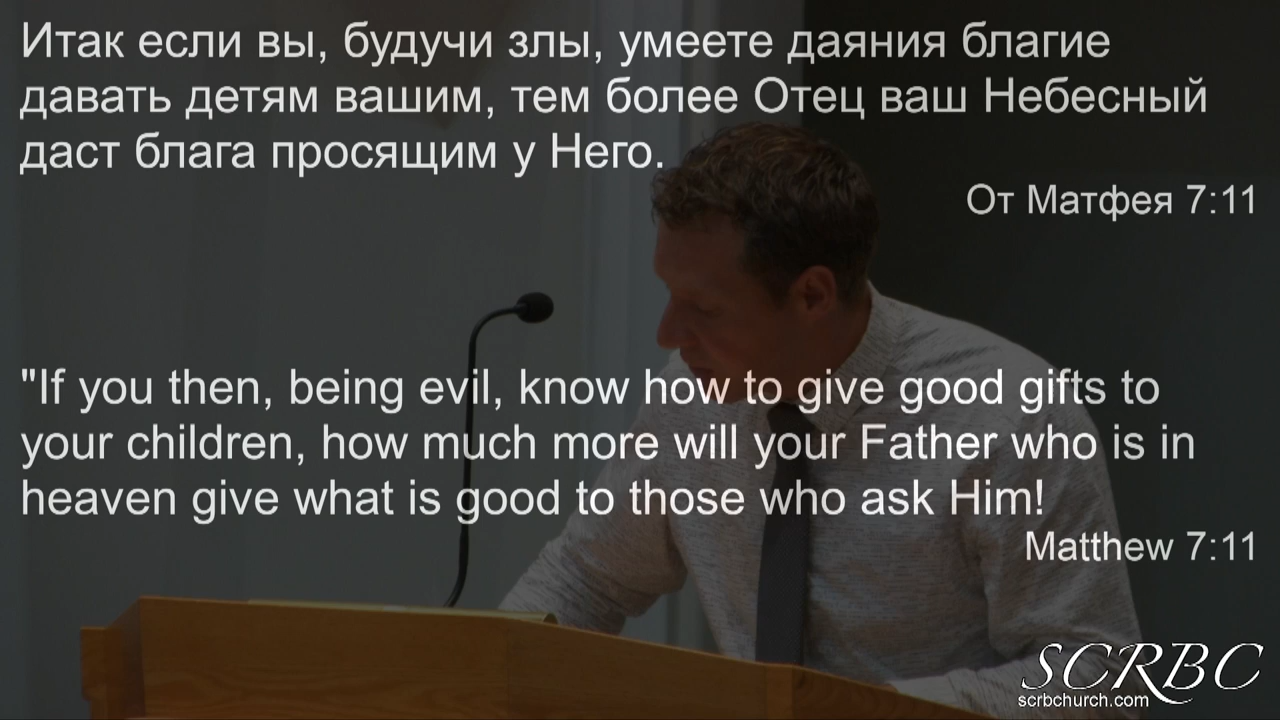 Итак если вы, будучи злы, умеете даяния благие
давать детям вашим, тем более Отец ваш Небесный
даст блага просящим у Него.
От Матфея 7:11
"If you then, being evil, know how to give good gifts to
your children, how much more will your Father who is in
heaven give what is good to those who ask Him!
Matthew 7:11
SCRBC
scrbchurch.com